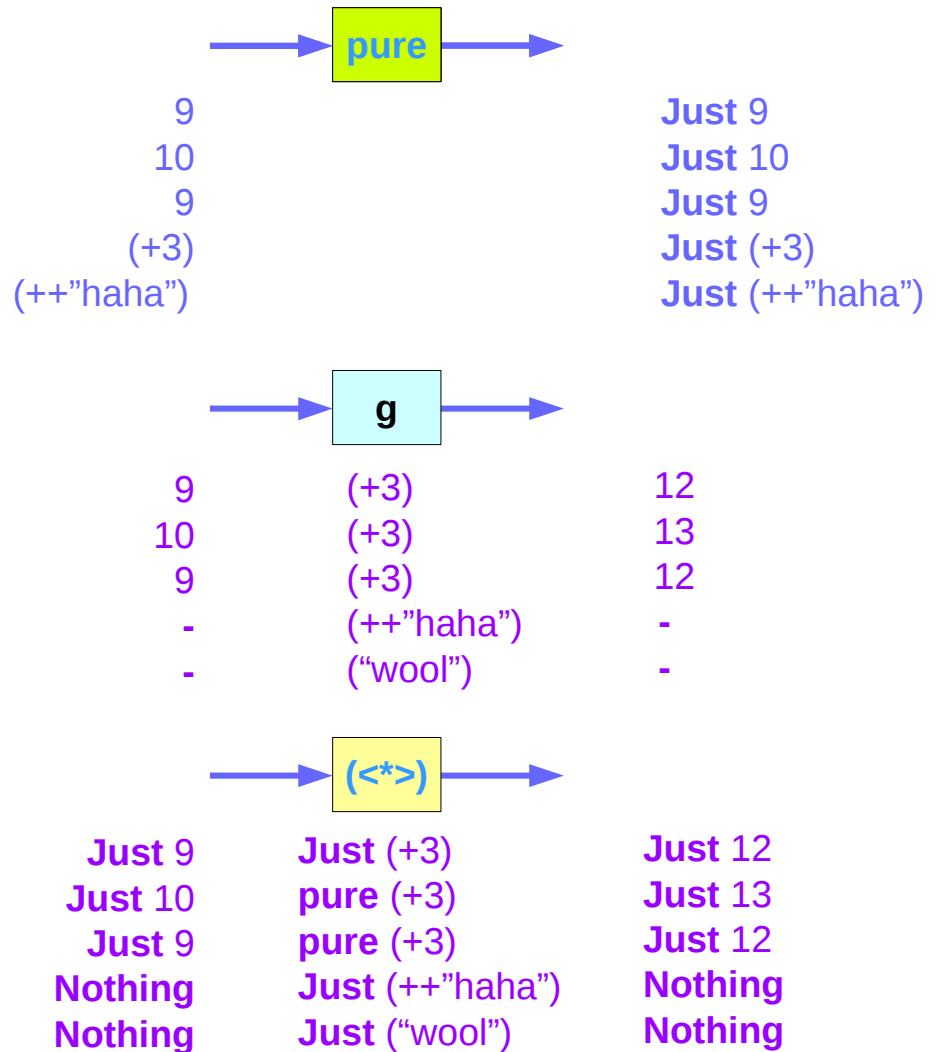 pure
9 Just 9
10 Just 10
9 Just 9
(+3) Just (+3)
(++”haha”) Just (++”haha”)
g
9 (+3) 12
10 (+3) 13
9 (+3) 12
- (++”haha”) -
- (“wool”) -
(<*>)
Just 9 Just (+3) Just 12
Just 10 pure (+3) Just 13
Just 9 pure (+3) Just 12
Nothing Just (++”haha”) Nothing
Nothing Just (“wool”) Nothing